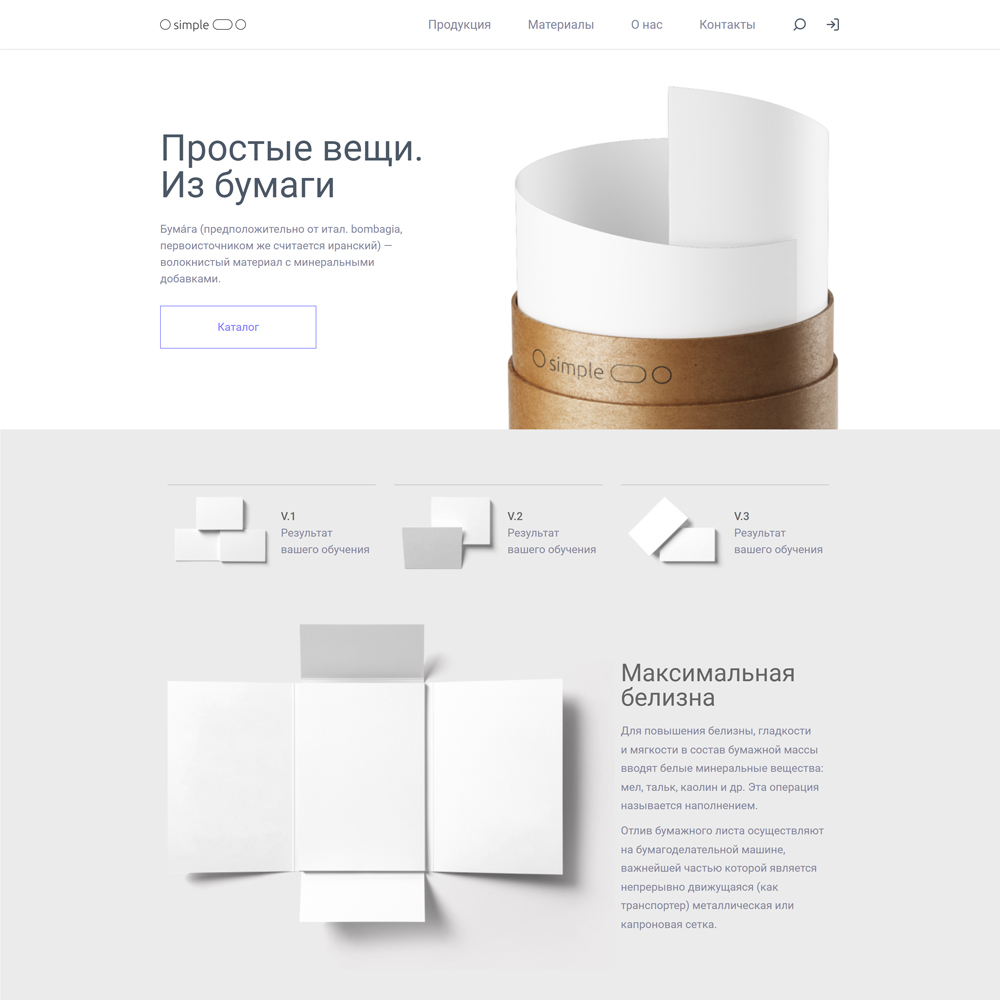 simple
Продукция Материалы О нас Контакты
Простые вещи.
Из бумаги
Бума́га (предположительно от итал. bombagia,
первоисточником же считается иранский) —
волокнистый материал с минеральными
добавками.
Каталог
simple
V.1
Результат
вашего обучения
V.2
Результат
вашего обучения
V.3
Результат
вашего обучения
Максимальная
белизна
Для повышения белизны, гладкости
и мягкости в состав бумажной массы
вводят белые минеральные вещества:
мел, тальк, каолин и др. Эта операция
называется наполнением.
Отлив бумажного листа осуществляют
на бумагоделательной машине,
важнейшей частью которой является
непрерывно движущаяся (как
транспортер) металлическая или
капроновая сетка.